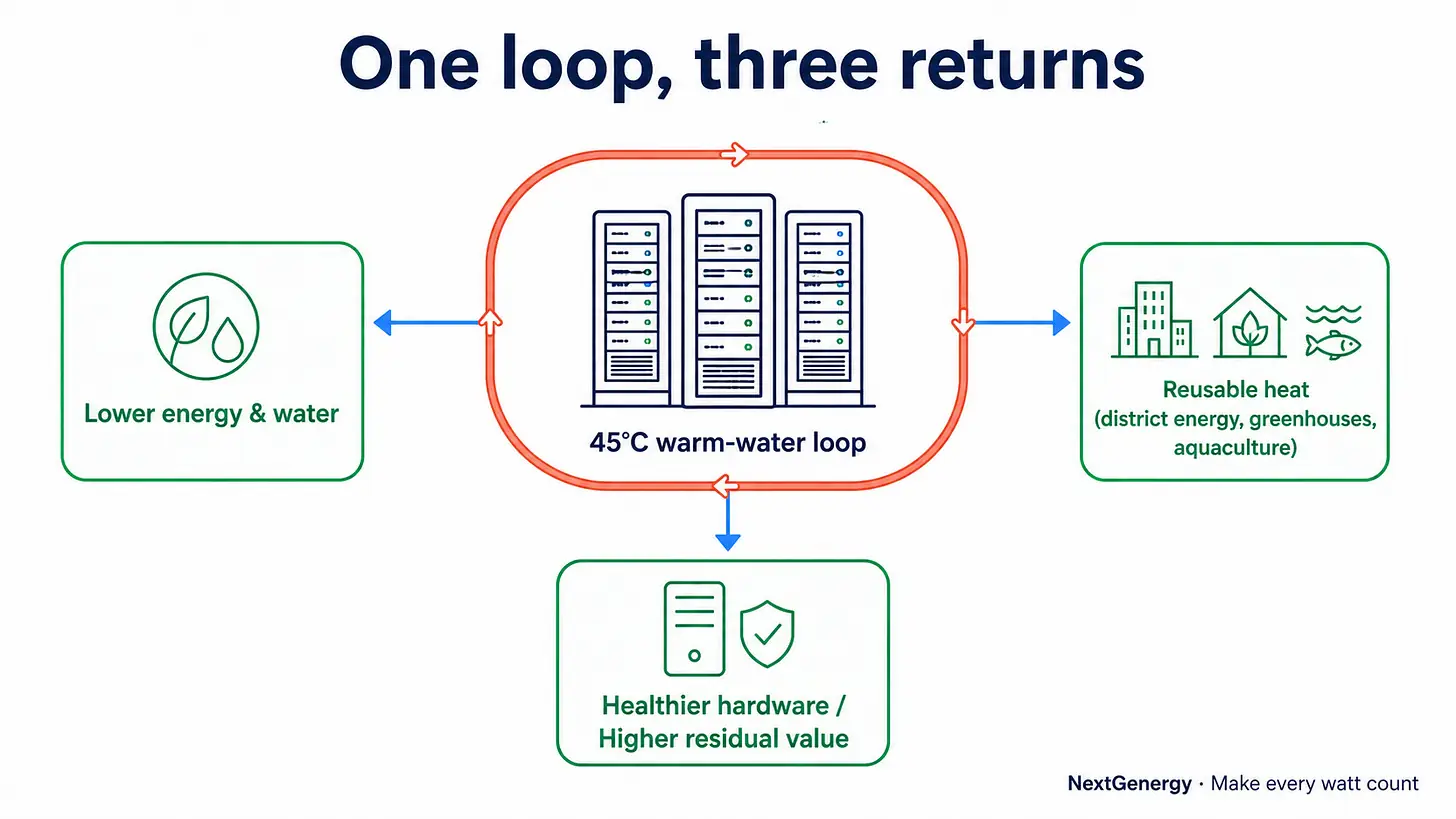 One loop, three returns
45°C warm-water loop
Lower energy & water
Reusable heat
(district energy, greenhouses,
aquaculture)
Healthier hardware /
Higher residual value
NextGenergy · Make every watt count